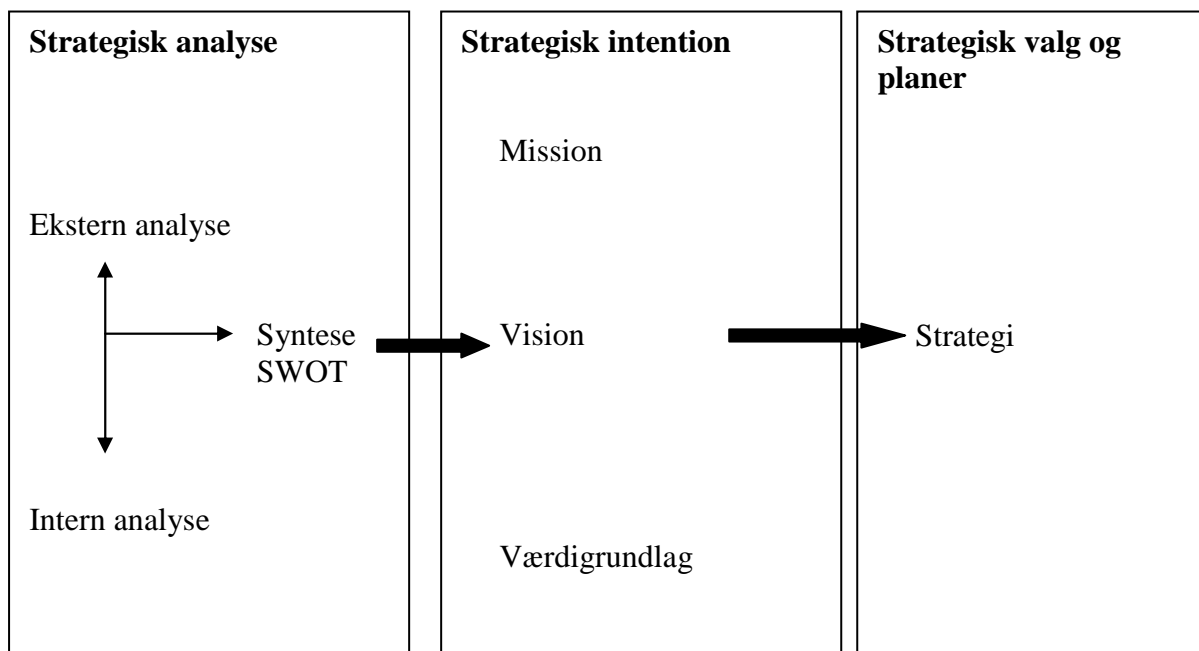 Strategisk analyse
Ekstern analyse
Syntese
SWOT
Intern analyse
Strategisk intention
Mission
Vision
Værdigrundlag
Strategisk valg og
planer
Strategi